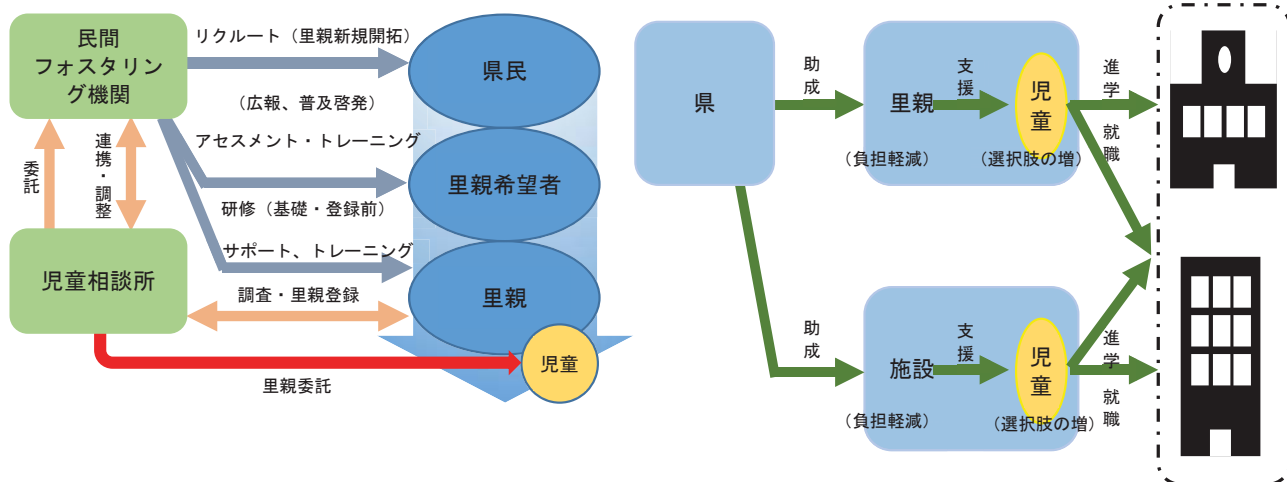 民間
フォスタリン
グ機関
リクルート（里親新規開拓）
（広報、普及啓発）
アセスメント・トレーニング
研修（基礎・登録前）
サポート、トレーニング
委託
連携・調整
児童相談所
調査・里親登録
里親委託
県民
里親希望者
里親
児童
県
助成
里親
支援
児童
（負担軽減）
（選択肢の増）
進学
就職
助成
施設
支援
児童
（負担軽減）
（選択肢の増）
進学
就職